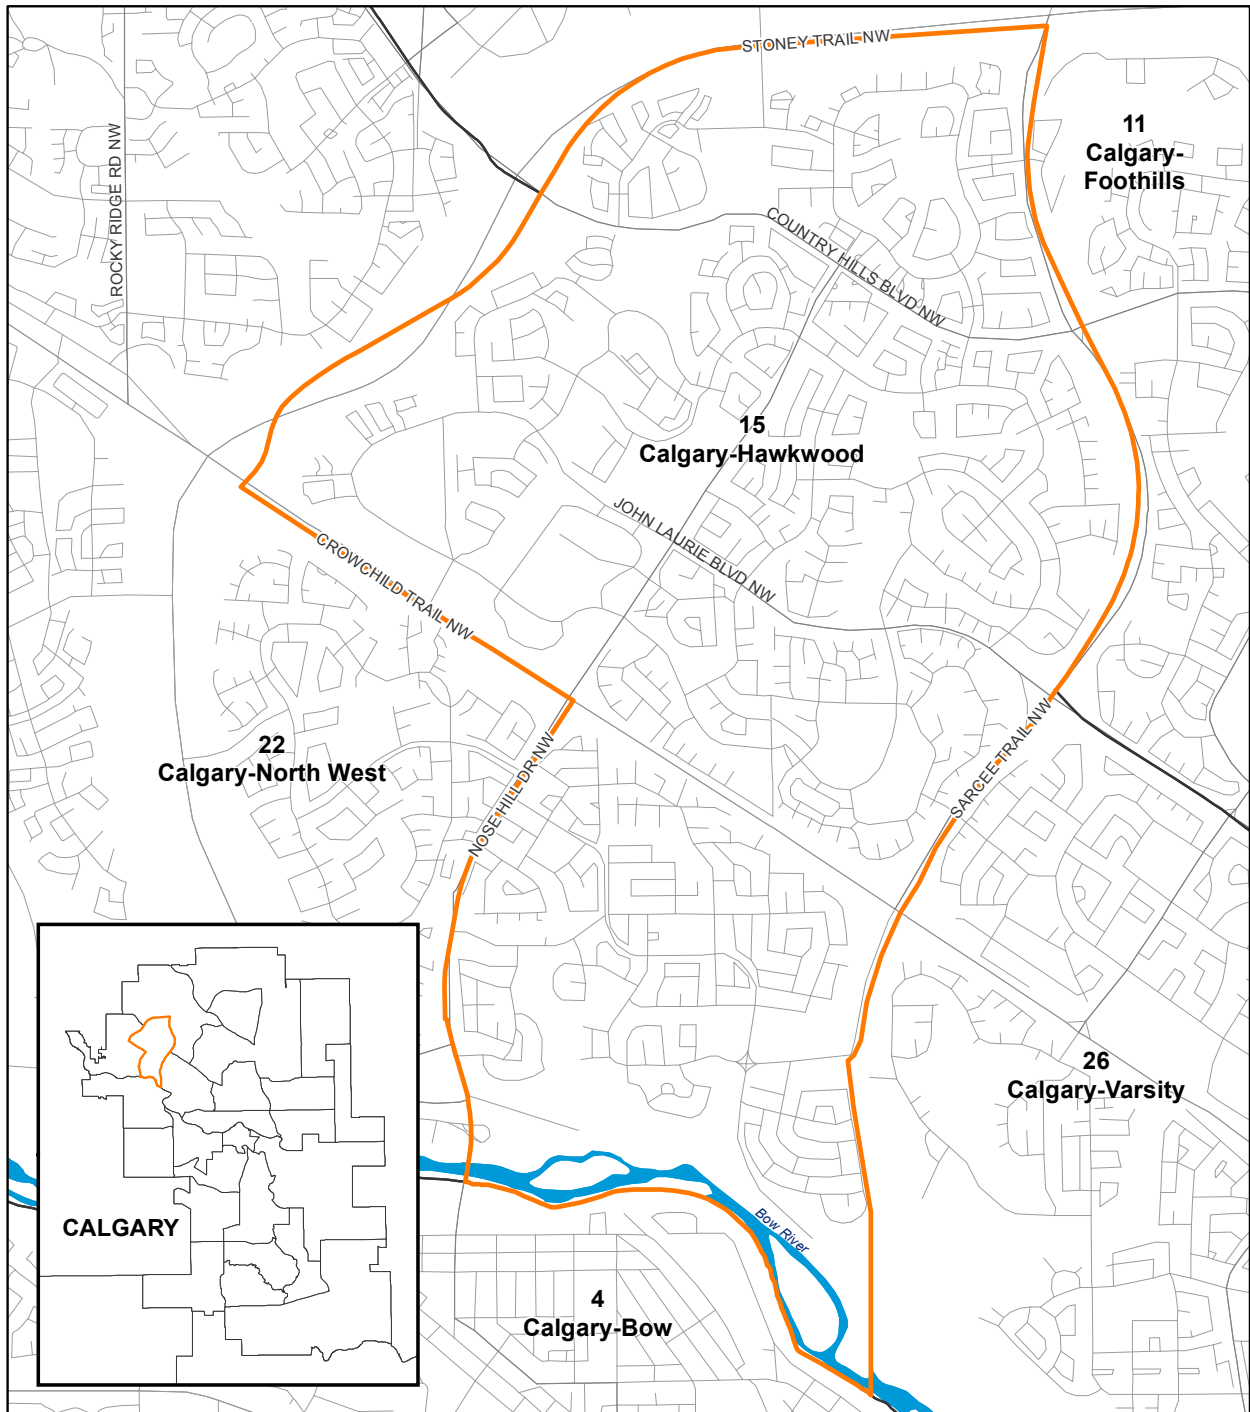 STONEY TRAIL NW
11
Calgary-
Foothills
ROCKY RIDGE RD NW
COUNTRY HILLS BLVD NW
15
Calgary-Hawkwood
JOHN LAURIE BLVD NW
CROWCHILD TRAIL NW
22
Calgary-North West
NOSE HILL DR NW
SARCEE TRAIL NW
26
Calgary-Varsity
CALGARY
Bow River
4
Calgary-Bow